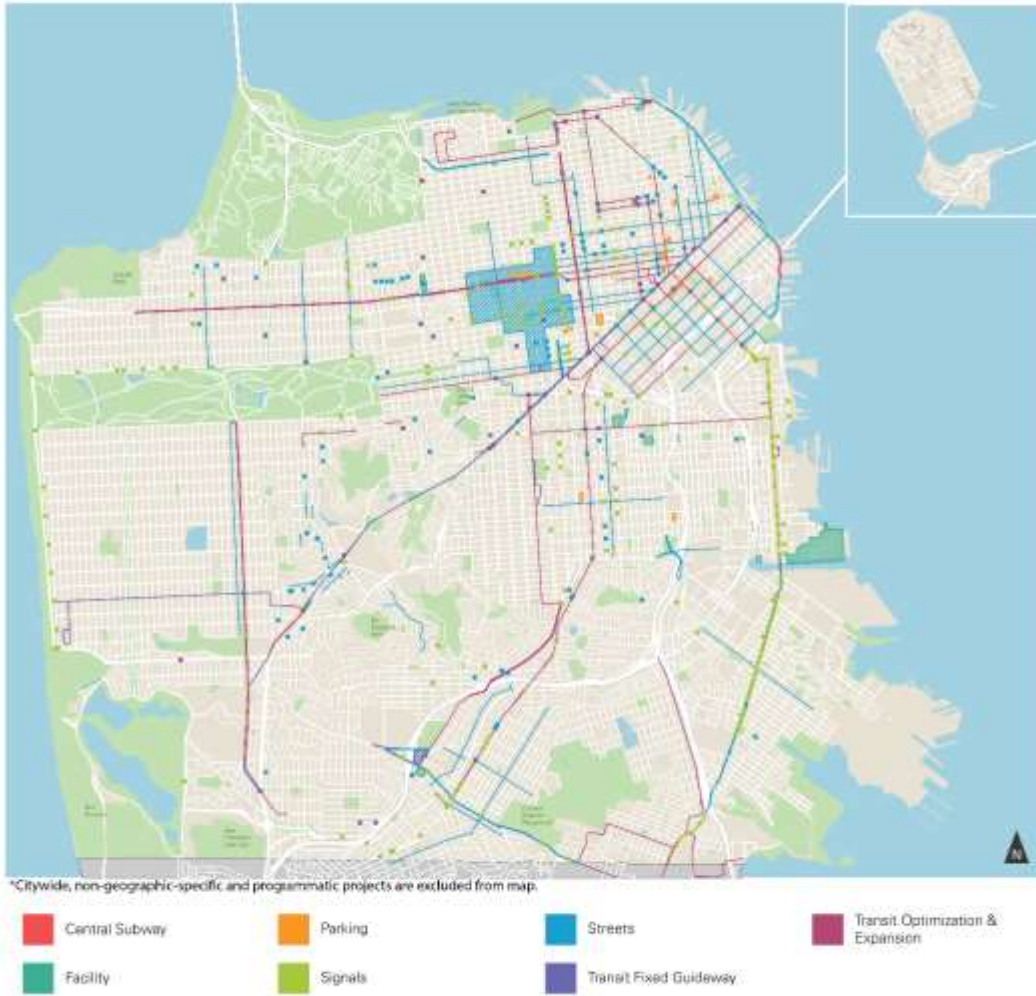 N
*Citywide, non-geographic-specific and programmatic projects are excluded from map.
Central Subway
Parking
Streets
Transit Optimization &
Expansion
Facility
Signals
Transit Fixed Guideway